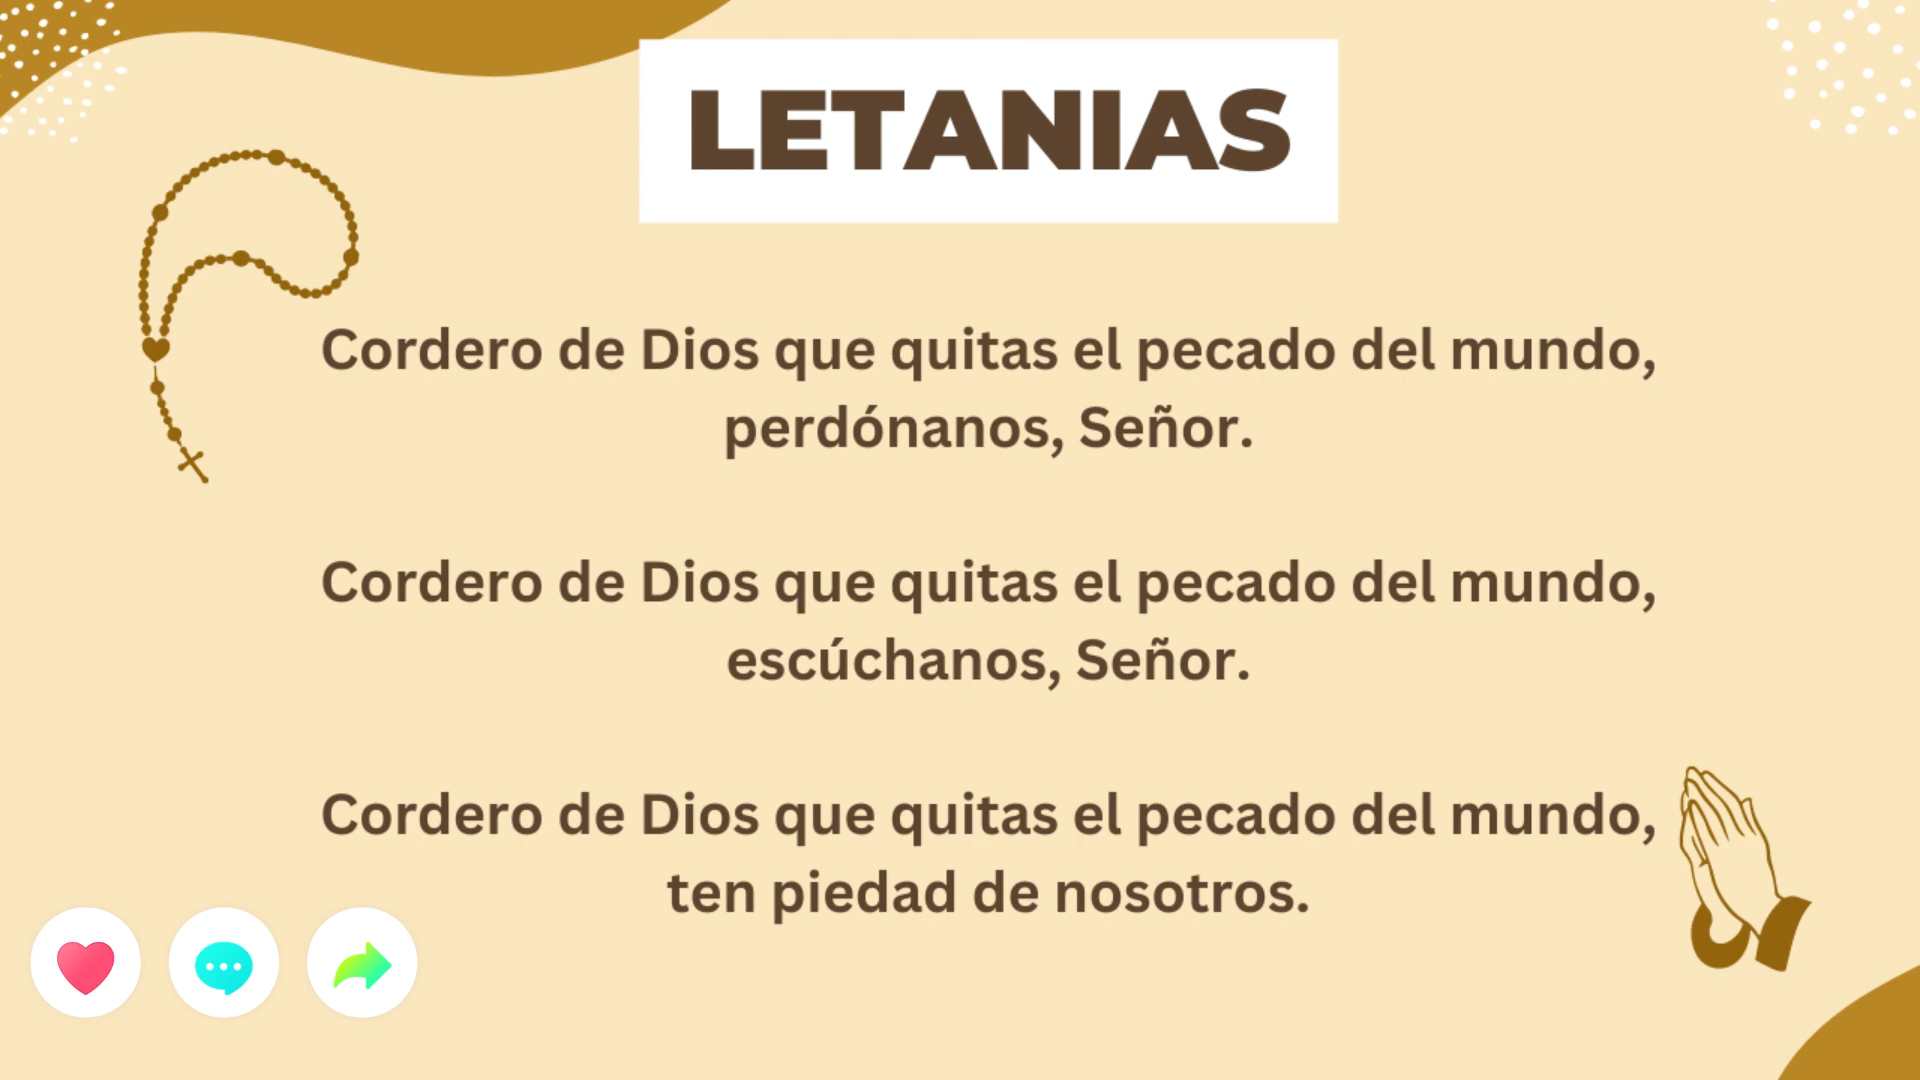 LETANIAS
Cordero de Dios que quitas el pecado del mundo,
perdónanos, Señor.
Cordero de Dios que quitas el pecado del mundo,
escúchanos, Señor.
Cordero de Dios que quitas el pecado del mundo,
ten piedad de nosotros.